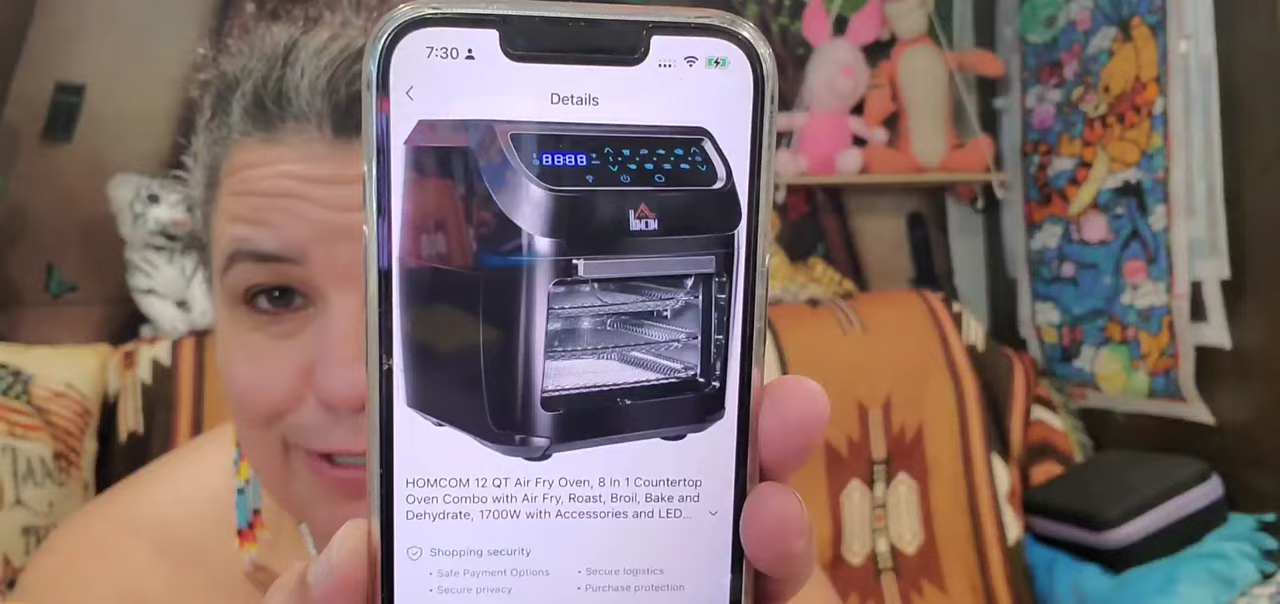 7:30
Details
88:88
HOMCOM
HOMCOM 12 QT Air Fry Oven, 8 In 1 Countertop
Oven Combo with Air Fry, Roast, Broil, Bake and
Dehydrate, 1700W with Accessories and LED...
Shopping security
• Safe Payment Options
• Secure logistics
• Secure privacy
• Purchase protection